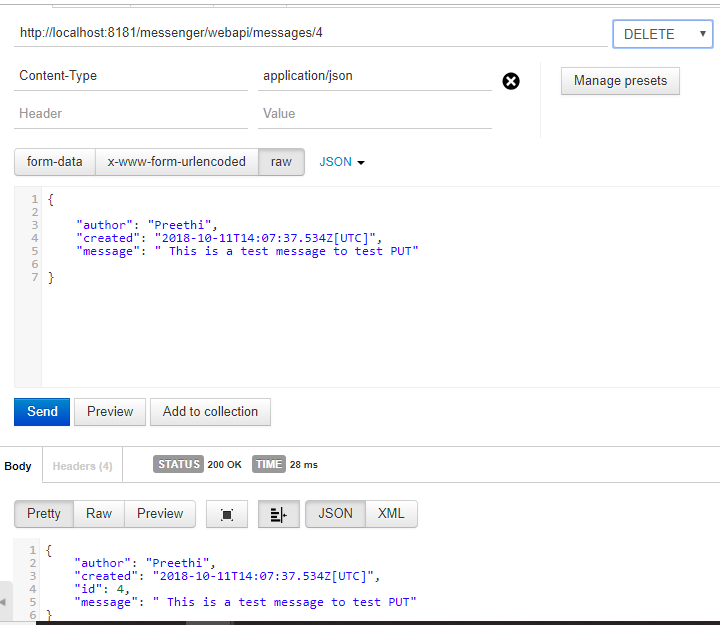 http://localhost:8181/messenger/webapi/messages/4 DELETE
Content-Type application/json Manage presets
Header Value
form-data x-www-form-urlencoded raw JSON
1 {
2
3 "author": "Preethi",
4 "created": "2018-10-11T14:07:37.534Z[UTC]",
5 "message": " This is a test message to test PUT"
6
7 }
Send Preview Add to collection
Body Headers (4) STATUS 200 OK TIME 28 ms
Pretty Raw Preview JSON XML
1 {
2 "author": "Preethi",
3 "created": "2018-10-11T14:07:37.534Z[UTC]",
4 "id": 4,
5 "message": " This is a test message to test PUT"
6 }